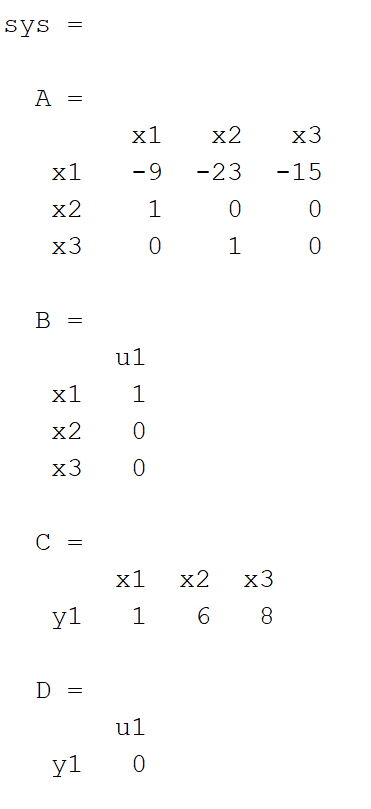 sys =
A =
x1 x2 x3
x1 -9 -23 -15
x2 1 0 0
x3 0 1 0
B =
u1
x1 1
x2 0
x3 0
C =
x1 x2 x3
y1 1 6 8
D =
u1
y1 0